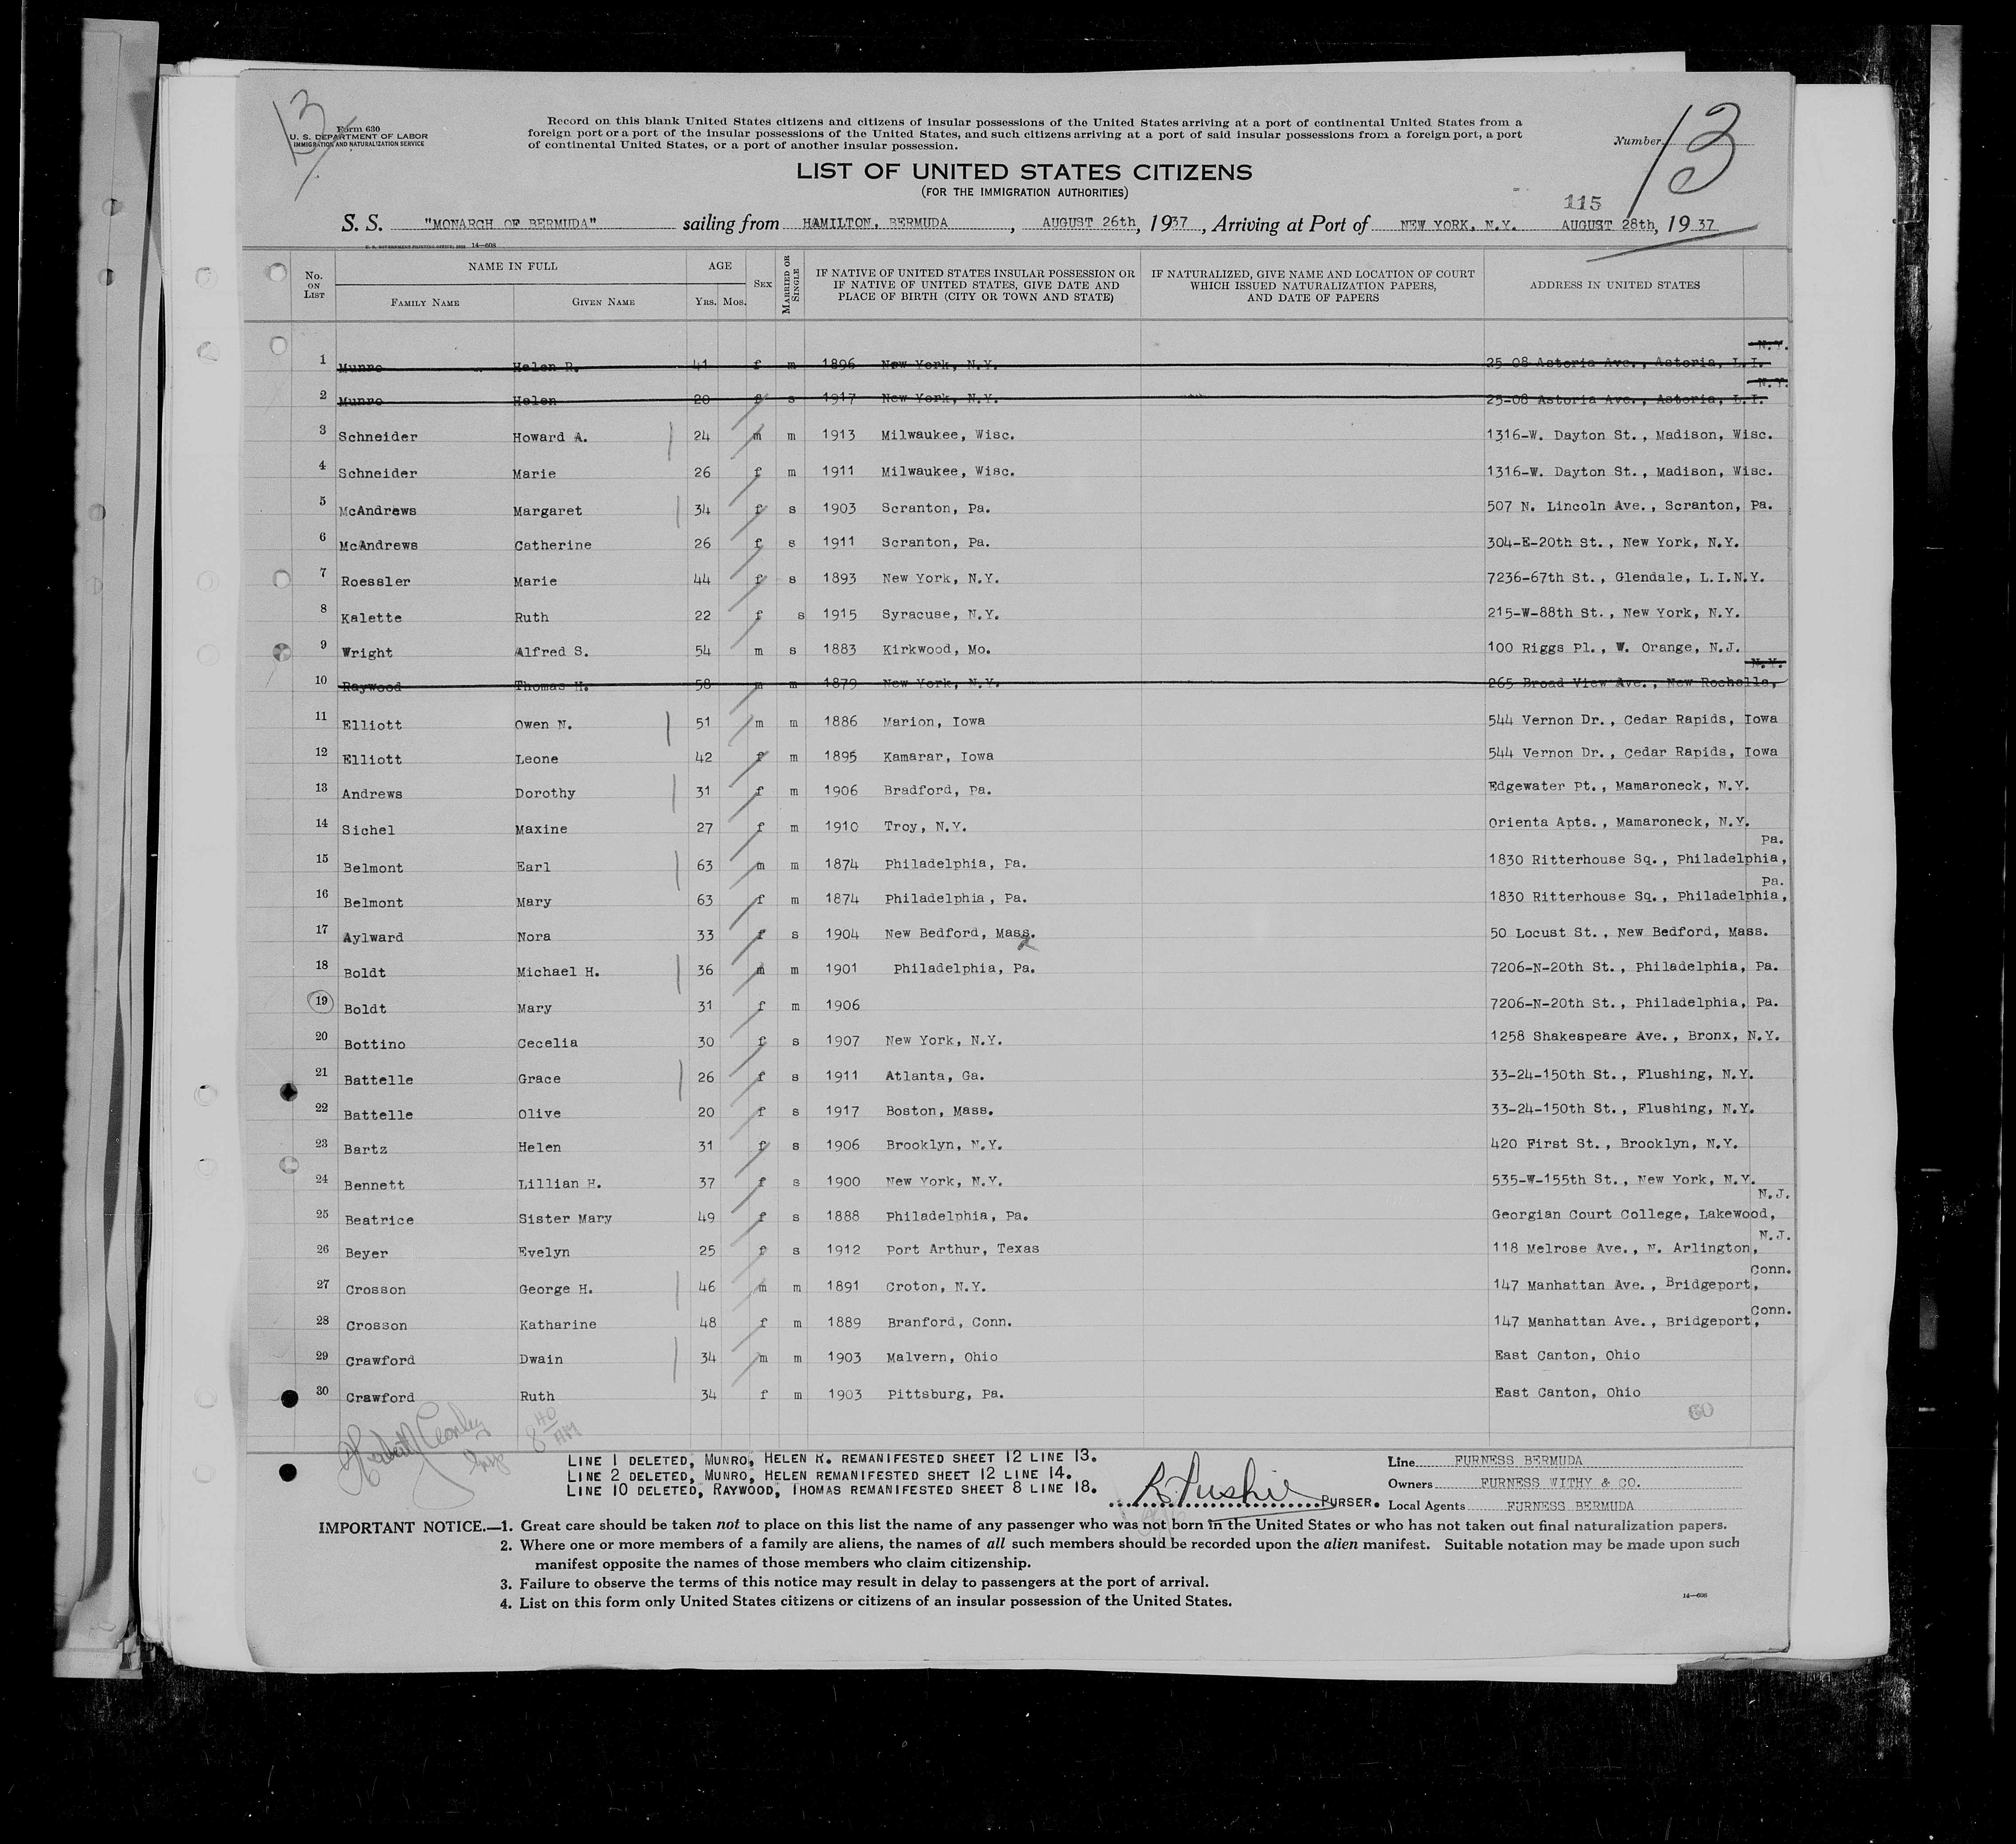 13
Form 630
U. S. DEPARTMENT OF LABOR
IMMIGRATION AND NATURALIZATION SERVICE
Record on this blank United States citizens and citizens of insular possessions of the United States arriving at a port of continental United States from a
foreign port or a port of the insular possessions of the United States, and such citizens arriving at a port of said insular possessions from a foreign port, a port
of continental United States, or a port of another insular possession.
Number 13
LIST OF UNITED STATES CITIZENS
(FOR THE IMMIGRATION AUTHORITIES)
115
S. S. "MONARCH OF BERMUDA" sailing from HAMILTON, BERMUDA, AUGUST 26th, 1937, Arriving at Port of NEW YORK, N.Y. AUGUST 28th, 1937
U. S. GOVERNMENT PRINTING OFFICE: 14—608
No. ON LIST NAME IN FULL AGE SEX MARRIED OR SINGLE IF NATIVE OF UNITED STATES INSULAR POSSESSION OR IF NATIVE OF UNITED STATES, GIVE DATE AND PLACE OF BIRTH (CITY OR TOWN AND STATE) IF NATURALIZED, GIVE NAME AND LOCATION OF COURT WHICH ISSUED NATURALIZATION PAPERS, AND DATE OF PAPERS ADDRESS IN UNITED STATES
FAMILY NAME GIVEN NAME YRS. MOS.
1 Munro Helen R. 41 f m 1896 New York, N.Y. 25-08 Astoria Ave., Astoria, L.I. N.Y.
2 Munro Helen 20 f s 1917 New York, N.Y. 25-08 Astoria Ave., Astoria, L.I. N.Y.
3 Schneider Howard A. 24 m m 1913 Milwaukee, Wisc. 1316-W. Dayton St., Madison, Wisc.
4 Schneider Marie 26 f m 1911 Milwaukee, Wisc. 1316-W. Dayton St., Madison, Wisc.
5 McAndrews Margaret 34 f s 1903 Scranton, Pa. 507 N. Lincoln Ave., Scranton, Pa.
6 McAndrews Catherine 26 f s 1911 Scranton, Pa. 304-E-20th St., New York, N.Y.
7 Roessler Marie 44 f s 1893 New York, N.Y. 7236-67th St., Glendale, L.I.N.Y.
8 Kalette Ruth 22 f s 1915 Syracuse, N.Y. 215-W-88th St., New York, N.Y.
9 Wright Alfred S. 54 m s 1883 Kirkwood, Mo. 100 Riggs Pl., W. Orange, N.J.
10 Raywood Thomas H. 58 m m 1879 New York, N.Y. 265 Broad View Ave., New Rochelle, N.Y.
11 Elliott Owen N. 51 m m 1886 Marion, Iowa 544 Vernon Dr., Cedar Rapids, Iowa
12 Elliott Leone 42 f m 1895 Kamarar, Iowa 544 Vernon Dr., Cedar Rapids, Iowa
13 Andrews Dorothy 31 f m 1906 Bradford, Pa. Edgewater Pt., Mamaroneck, N.Y.
14 Sichel Maxine 27 f m 1910 Troy, N.Y. Orienta Apts., Mamaroneck, N.Y.
15 Belmont Earl 63 m m 1874 Philadelphia, Pa. 1830 Ritterhouse Sq., Philadelphia, Pa.
16 Belmont Mary 63 f m 1874 Philadelphia, Pa. 1830 Ritterhouse Sq., Philadelphia, Pa.
17 Aylward Nora 33 f s 1904 New Bedford, Mass. 50 Locust St., New Bedford, Mass.
18 Boldt Michael H. 36 m m 1901 Philadelphia, Pa. 7206-N-20th St., Philadelphia, Pa.
19 Boldt Mary 31 f m 1906 7206-N-20th St., Philadelphia, Pa.
20 Bottino Cecelia 30 f s 1907 New York, N.Y. 1258 Shakespeare Ave., Bronx, N.Y.
21 Battelle Grace 26 f s 1911 Atlanta, Ga. 33-24-150th St., Flushing, N.Y.
22 Battelle Olive 20 f s 1917 Boston, Mass. 33-24-150th St., Flushing, N.Y.
23 Bartz Helen 31 f s 1906 Brooklyn, N.Y. 420 First St., Brooklyn, N.Y.
24 Bennett Lillian H. 37 f s 1900 New York, N.Y. 535-W-155th St., New York, N.Y.
25 Beatrice Sister Mary 49 f s 1888 Philadelphia, Pa. Georgian Court College, Lakewood, N.J.
26 Beyer Evelyn 25 f s 1912 Port Arthur, Texas 118 Melrose Ave., N. Arlington, N.J.
27 Crosson George H. 46 m m 1891 Croton, N.Y. 147 Manhattan Ave., Bridgeport, Conn.
28 Crosson Katharine 48 f m 1889 Branford, Conn. 147 Manhattan Ave., Bridgeport, Conn.
29 Crawford Dwain 34 m m 1903 Malvern, Ohio East Canton, Ohio
30 Crawford Ruth 34 f m 1903 Pittsburg, Pa. East Canton, Ohio
8 40 AM
LINE 1 DELETED, MUNRO, HELEN R. REMANIFESTED SHEET 12 LINE 13.
LINE 2 DELETED, MUNRO, HELEN REMANIFESTED SHEET 12 LINE 14.
LINE 10 DELETED, RAYWOOD, THOMAS REMANIFESTED SHEET 8 LINE 18.
PURSER.
Line FURNESS BERMUDA
Owners FURNESS WITHY & CO.
Local Agents FURNESS BERMUDA
IMPORTANT NOTICE.—1. Great care should be taken not to place on this list the name of any passenger who was not born in the United States or who has not taken out final naturalization papers.
2. Where one or more members of a family are aliens, the names of all such members should be recorded upon the alien manifest. Suitable notation may be made upon such
manifest opposite the names of those members who claim citizenship.
3. Failure to observe the terms of this notice may result in delay to passengers at the port of arrival.
4. List on this form only United States citizens or citizens of an insular possession of the United States.
14—608